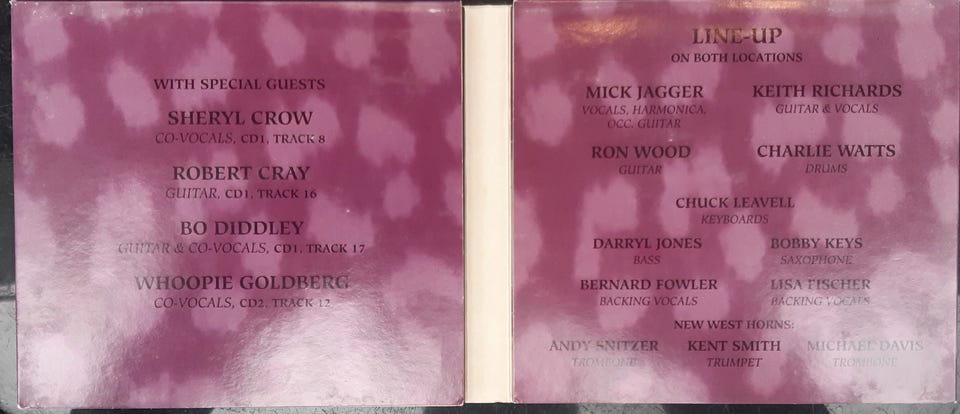 WITH SPECIAL GUESTS
SHERYL CROW
CO-VOCALS, CD1, TRACK 8
ROBERT CRAY
GUITAR, CD1, TRACK 16
BO DIDDLEY
GUITAR & CO-VOCALS, CD1, TRACK 17
WHOOPIE GOLDBERG
CO-VOCALS, CD2, TRACK 12
LINE-UP
ON BOTH LOCATIONS
MICK JAGGER
VOCALS, HARMONICA,
OCC. GUITAR
KEITH RICHARDS
GUITAR & VOCALS
RON WOOD
GUITAR
CHARLIE WATTS
DRUMS
CHUCK LEAVELL
KEYBOARDS
DARRYL JONES
BASS
BOBBY KEYS
SAXOPHONE
BERNARD FOWLER
BACKING VOCALS
LISA FISCHER
BACKING VOCALS
NEW WEST HORNS:
ANDY SNITZER
TROMBONE
KENT SMITH
TRUMPET
MICHAEL DAVIS
TROMBONE